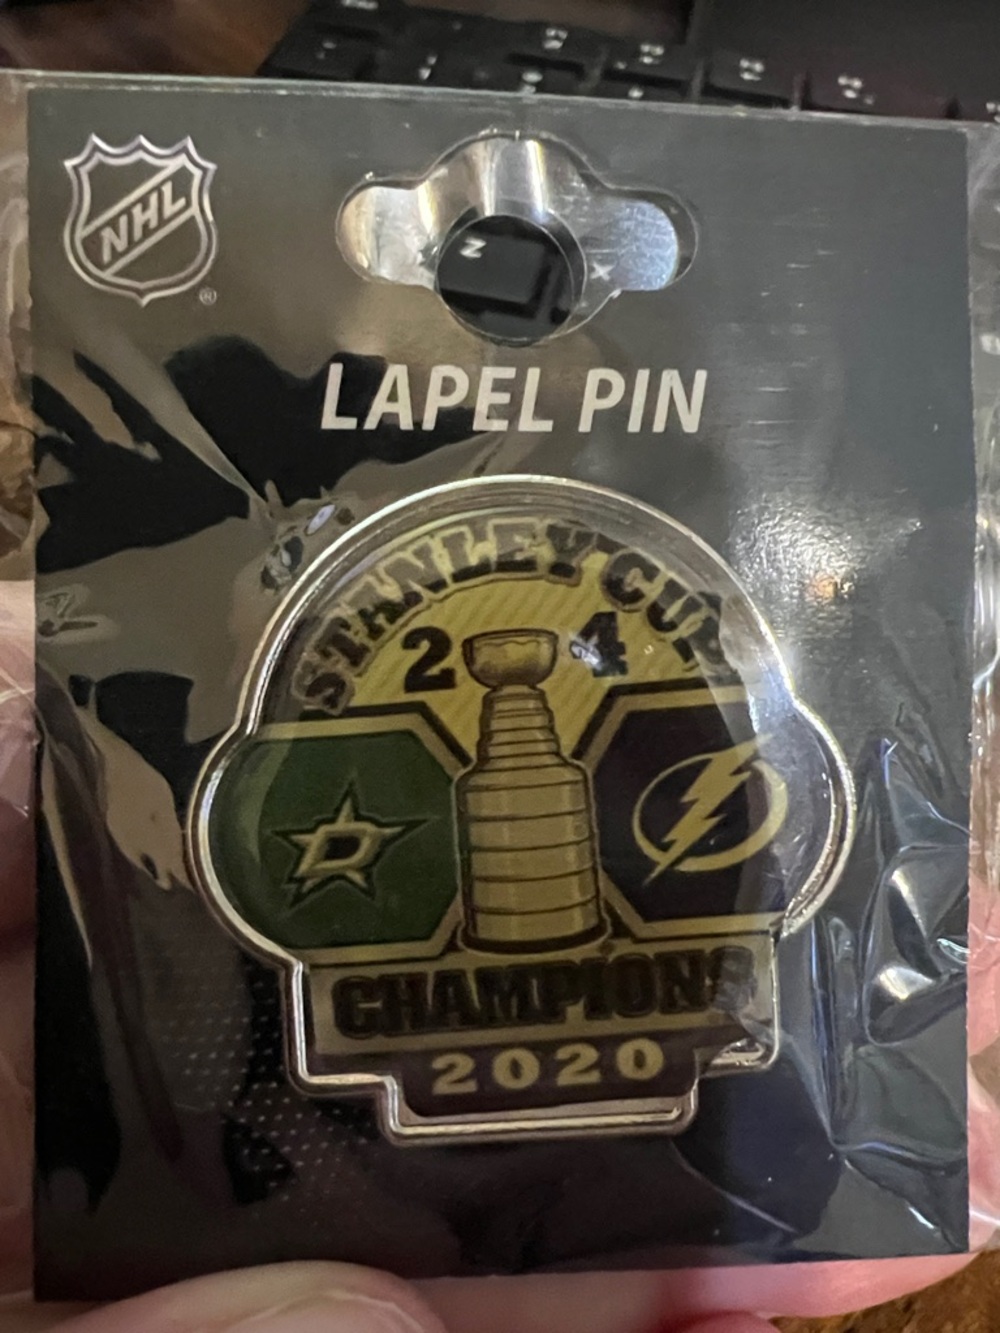 NHL
®
Z X
LAPEL PIN
STANLEY CUP
2 4
D
CHAMPIONS
2020